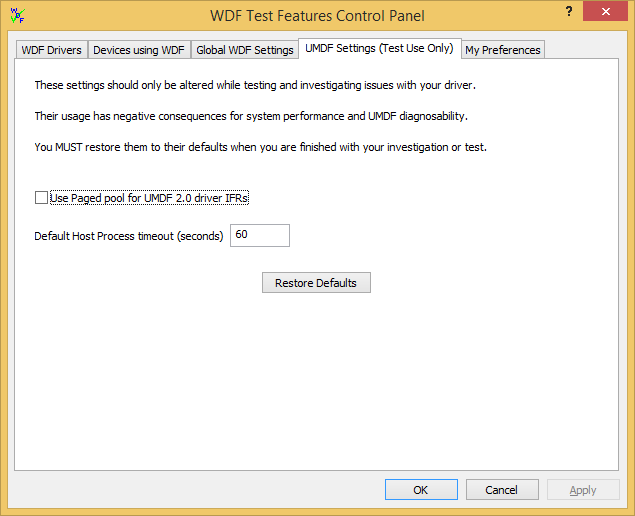 WDF
WDF Test Features Control Panel
?
WDF Drivers
Devices using WDF
Global WDF Settings
UMDF Settings (Test Use Only)
My Preferences
These settings should only be altered while testing and investigating issues with your driver.
Their usage has negative consequences for system performance and UMDF diagnosability.
You MUST restore them to their defaults when you are finished with your investigation or test.
Use Paged pool for UMDF 2.0 driver IFRs
Default Host Process timeout (seconds) 60
Restore Defaults
OK
Cancel
Apply